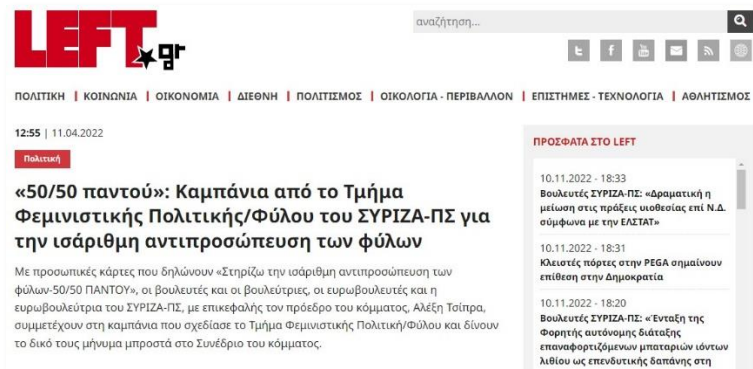 LEFT.gr
αναζήτηση...
ΠΟΛΙΤΙΚΗ | ΚΟΙΝΩΝΙΑ | ΟΙΚΟΝΟΜΙΑ | ΔΙΕΘΝΗ | ΠΟΛΙΤΙΣΜΟΣ | ΟΙΚΟΛΟΓΙΑ - ΠΕΡΙΒΑΛΛΟΝ | ΕΠΙΣΤΗΜΕΣ - ΤΕΧΝΟΛΟΓΙΑ | ΑΘΛΗΤΙΣΜΟΣ
12:55 | 11.04.2022
Πολιτική
«50/50 παντού»: Καμπάνια από το Τμήμα
Φεμινιστικής Πολιτικής/Φύλου του ΣΥΡΙΖΑ-ΠΣ για
την ισάριθμη αντιπροσώπευση των φύλων
Με προσωπικές κάρτες που δηλώνουν «Στηρίζω την ισάριθμη αντιπροσώπευση των
φύλων-50/50 ΠΑΝΤΟΥ», οι βουλευτές και οι βουλεύτριες, οι ευρωβουλευτές και η
ευρωβουλεύτρια του ΣΥΡΙΖΑ-ΠΣ, με επικεφαλής τον πρόεδρο του κόμματος, Αλέξη Τσίπρα,
συμμετέχουν στη καμπάνια που σχεδίασε το Τμήμα Φεμινιστικής Πολιτική/Φύλου και δίνουν
το δικό τους μήνυμα μπροστά στο Συνέδριο του κόμματος.
ΠΡΟΣΦΑΤΑ ΣΤΟ LEFT
10.11.2022 - 18:33
Βουλευτές ΣΥΡΙΖΑ-ΠΣ: «Δραματική η
μείωση στις πράξεις υιοθεσίας επί Ν.Δ.
σύμφωνα με την ΕΛΣΤΑΤ»
10.11.2022 - 18:31
Κλειστές πόρτες στην PEGA σημαίνουν
επίθεση στην Δημοκρατία
10.11.2022 - 18:20
Βουλευτές ΣΥΡΙΖΑ-ΠΣ: «Ένταξη της
Φορητής αυτόνομης διάταξης
επαναφορτιζόμενων μπαταριών ιόντων
λιθίου ως επενδυτικής δαπάνης στη